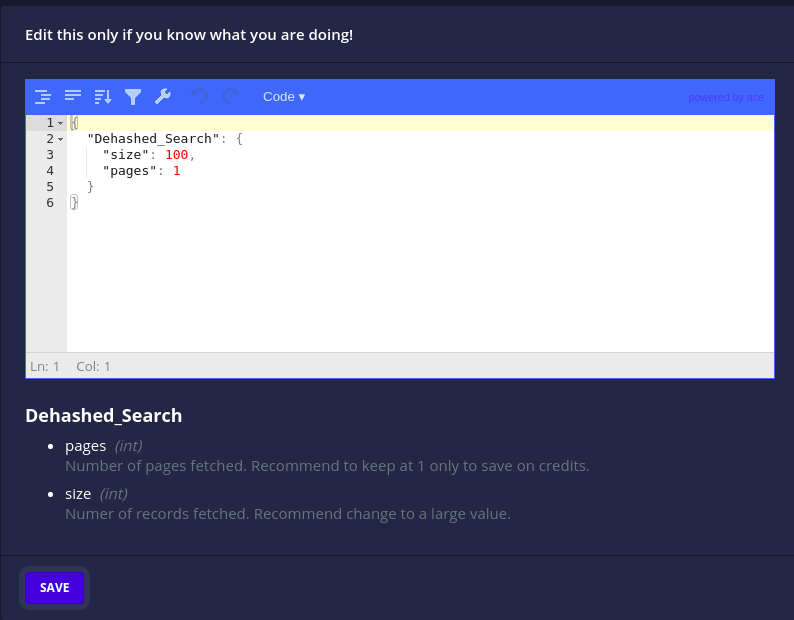 Edit this only if you know what you are doing!
Code ▾
powered by ace
1 {
2 "Dehashed_Search": {
3 "size": 100,
4 "pages": 1
5 }
6 }
Ln: 1 Col: 1
Dehashed_Search
pages (int)
Number of pages fetched. Recommend to keep at 1 only to save on credits.
size (int)
Numer of records fetched. Recommend change to a large value.
SAVE